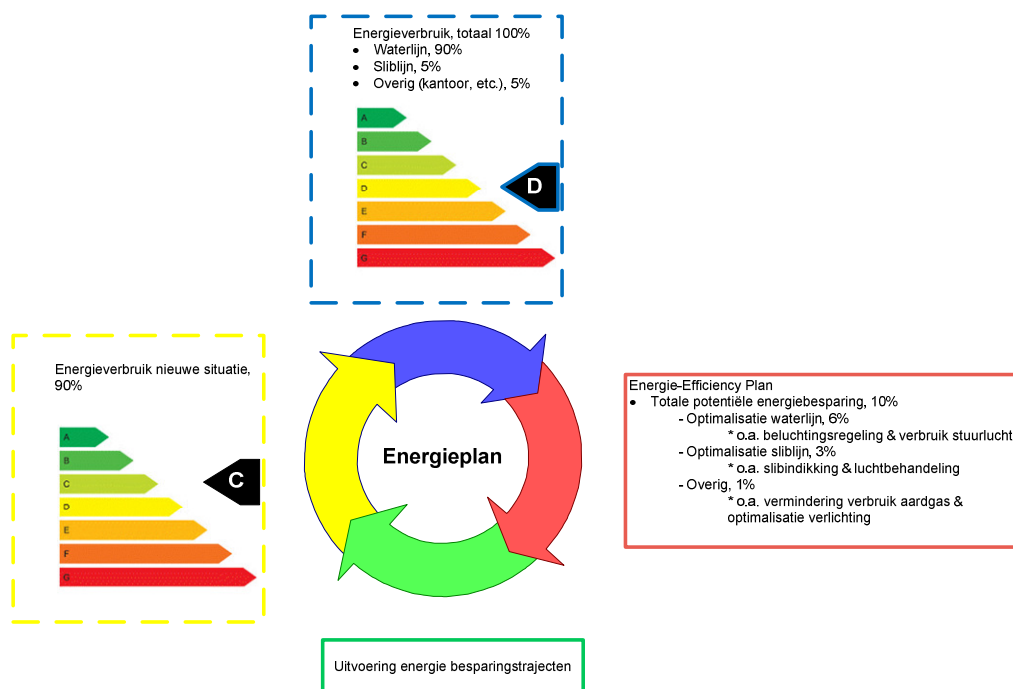 Energieverbruik, totaal 100%
• Waterlijn, 90%
• Sliblijn, 5%
• Overig (kantoor, etc.), 5%
A
B
C
D
E
F
G
D
Energieverbruik nieuwe situatie,
90%
A
B
C
D
E
F
G
C
Energieplan
Energie-Efficiency Plan
• Totale potentiële energiebesparing, 10%
- Optimalisatie waterlijn, 6%
* o.a. beluchtingsregeling & verbruik stuurlucht
- Optimalisatie sliblijn, 3%
* o.a. slibindikking & luchtbehandeling
- Overig, 1%
* o.a. vermindering verbruik aardgas &
optimalisatie verlichting
Uitvoering energie besparingstrajecten